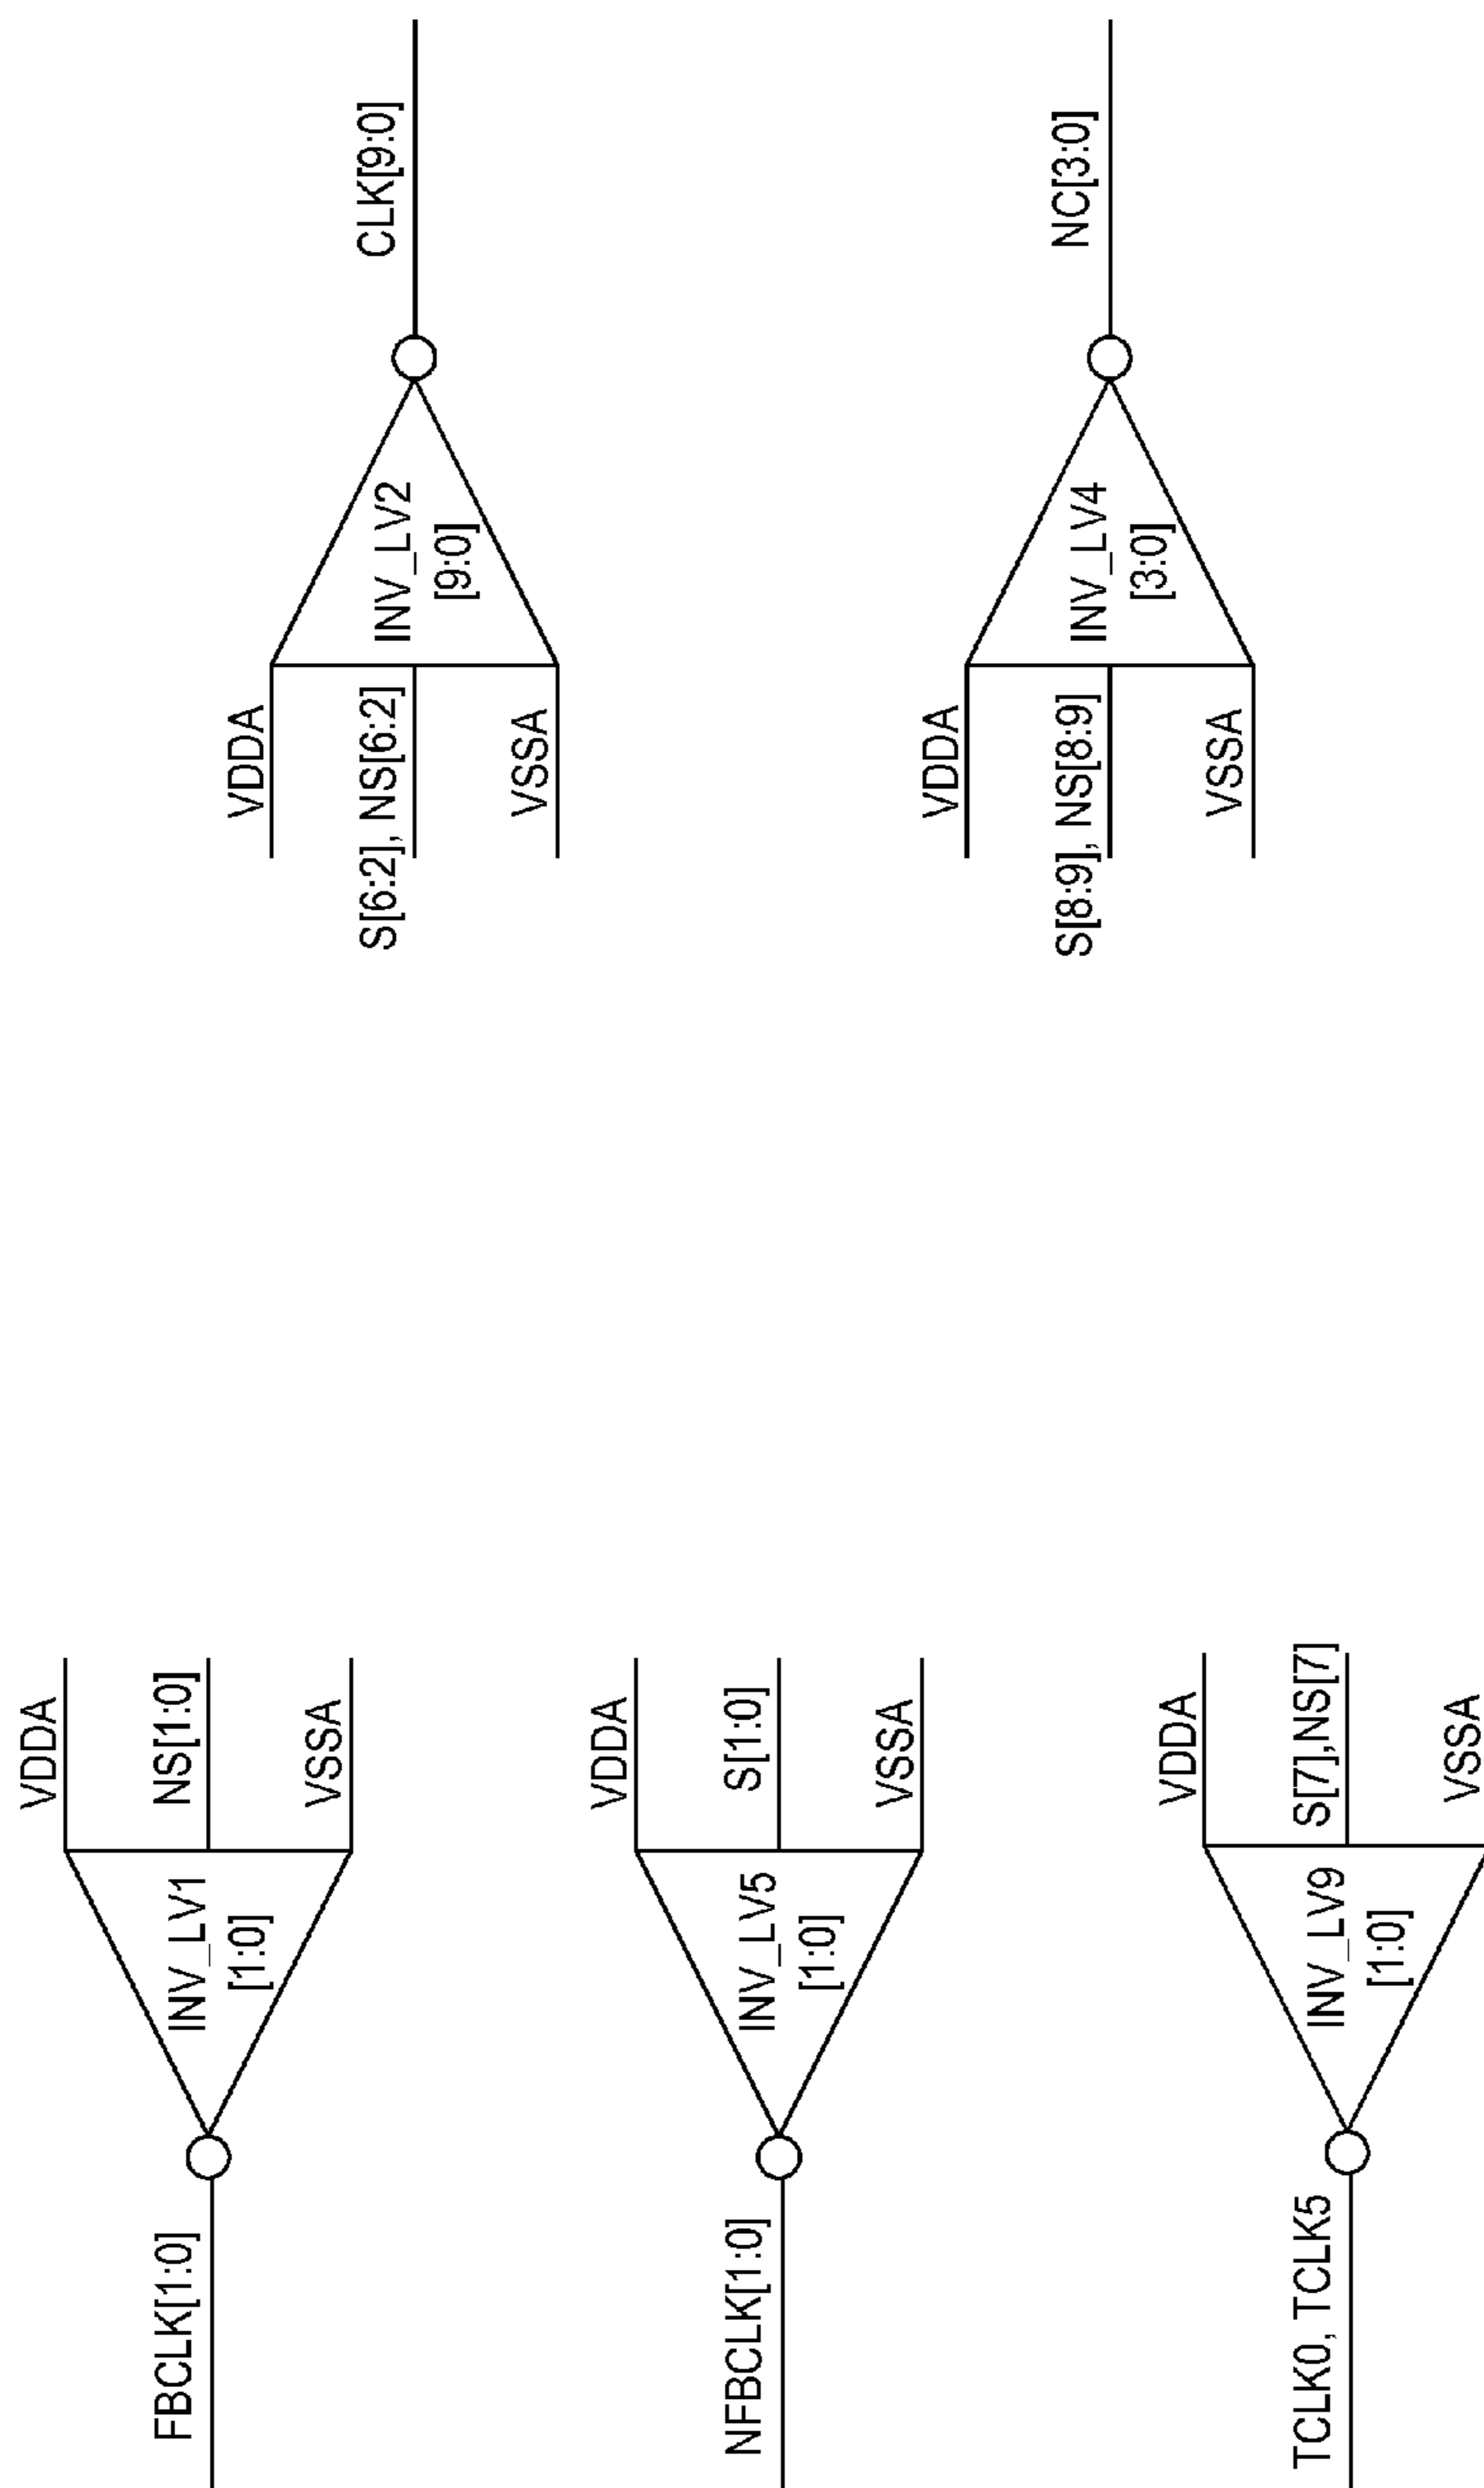 VDDA
FBCLK[1:0]
INV_LV1
[1:0]
NS[1:0]
VSSA
VDDA
S[6:2], NS[6:2]
INV_LV2
[9:0]
CLK[9:0]
VSSA
VDDA
NFBCLK[1:0]
INV_LV5
[1:0]
S[1:0]
VSSA
VDDA
S[8:9], NS[8:9]
INV_LV4
[3:0]
NC[3:0]
VSSA
VDDA
TCLK0, TCLK5
INV_LV9
[1:0]
S[7],NS[7]
VSSA